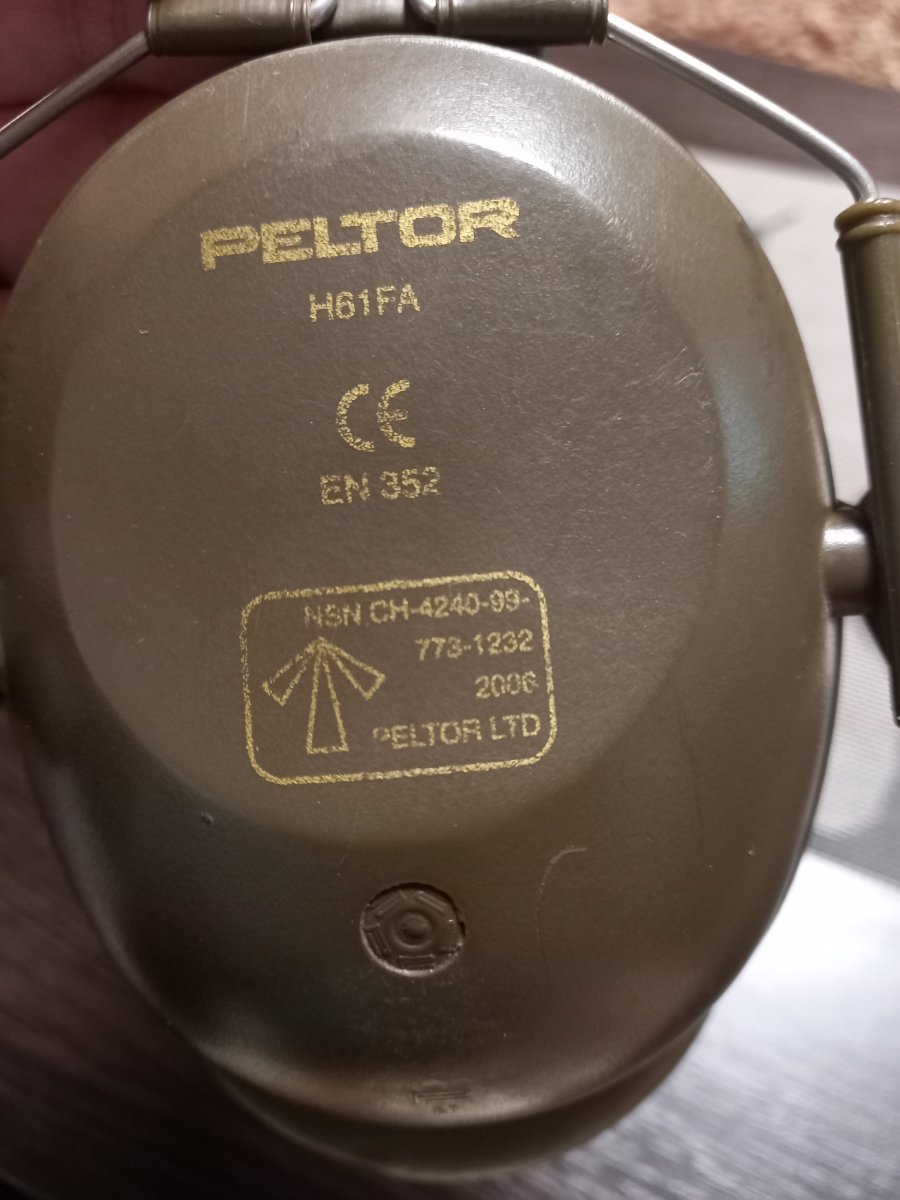 PELTOR
H61FA
CE
EN 352
NSN CH-4240-99-
773-1232
2006
PELTOR LTD